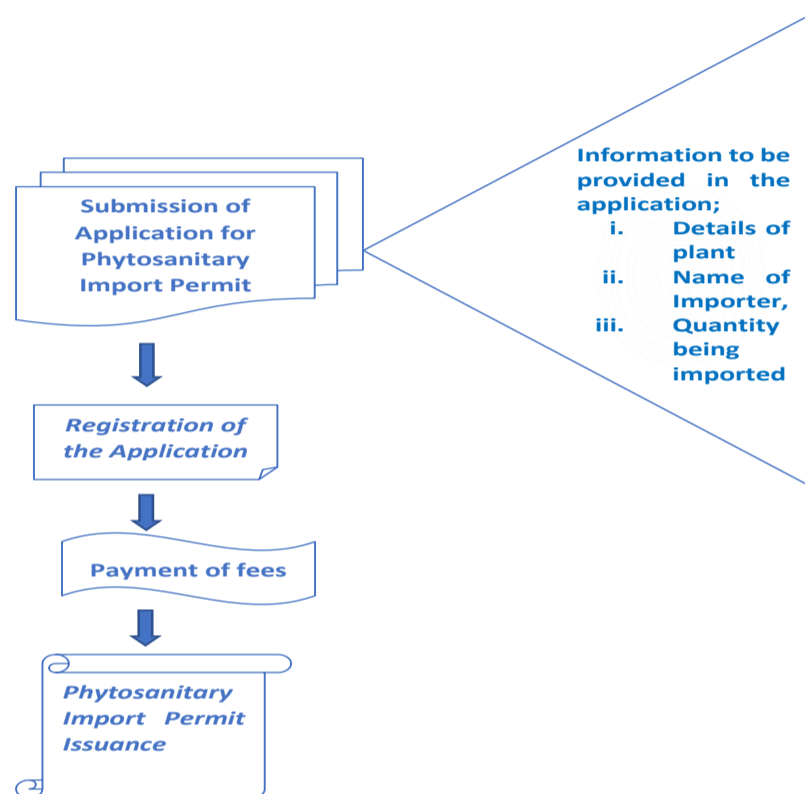 Submission of
Application for
Phytosanitary
Import Permit
Information to be
provided in the
application;
i. Details of
plant
ii. Name of
Importer,
iii. Quantity
being
imported
Registration of
the Application
Payment of fees
Phytosanitary
Import Permit
Issuance